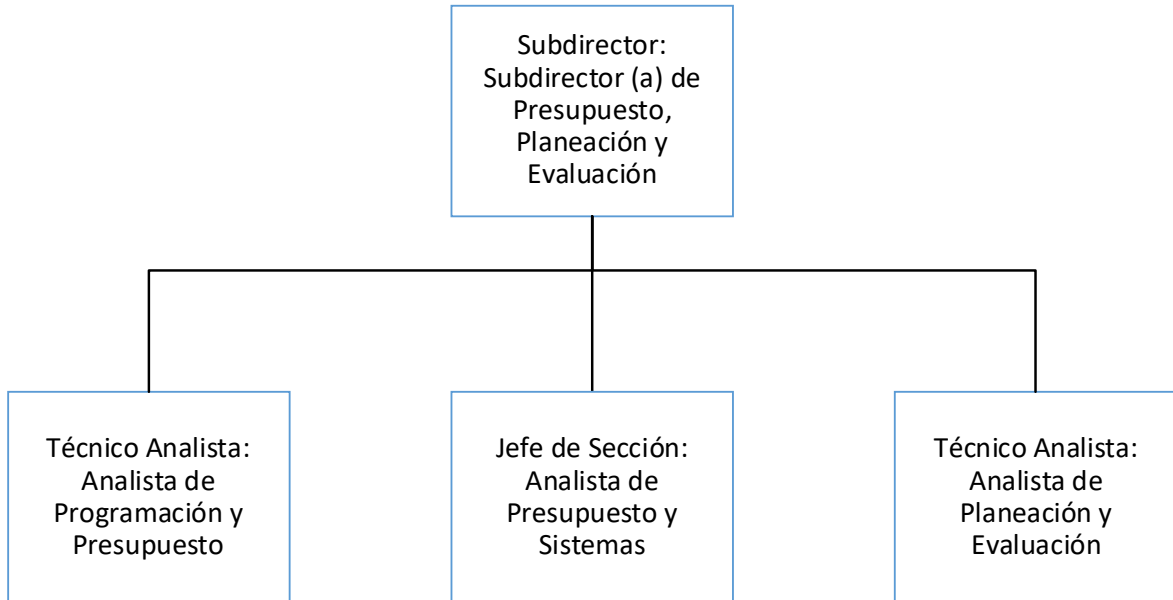 Subdirector:
Subdirector (a) de
Presupuesto,
Planeación y
Evaluación
Técnico Analista:
Analista de
Programación y
Presupuesto
Jefe de Sección:
Analista de
Presupuesto y
Sistemas
Técnico Analista:
Analista de
Planeación y
Evaluación